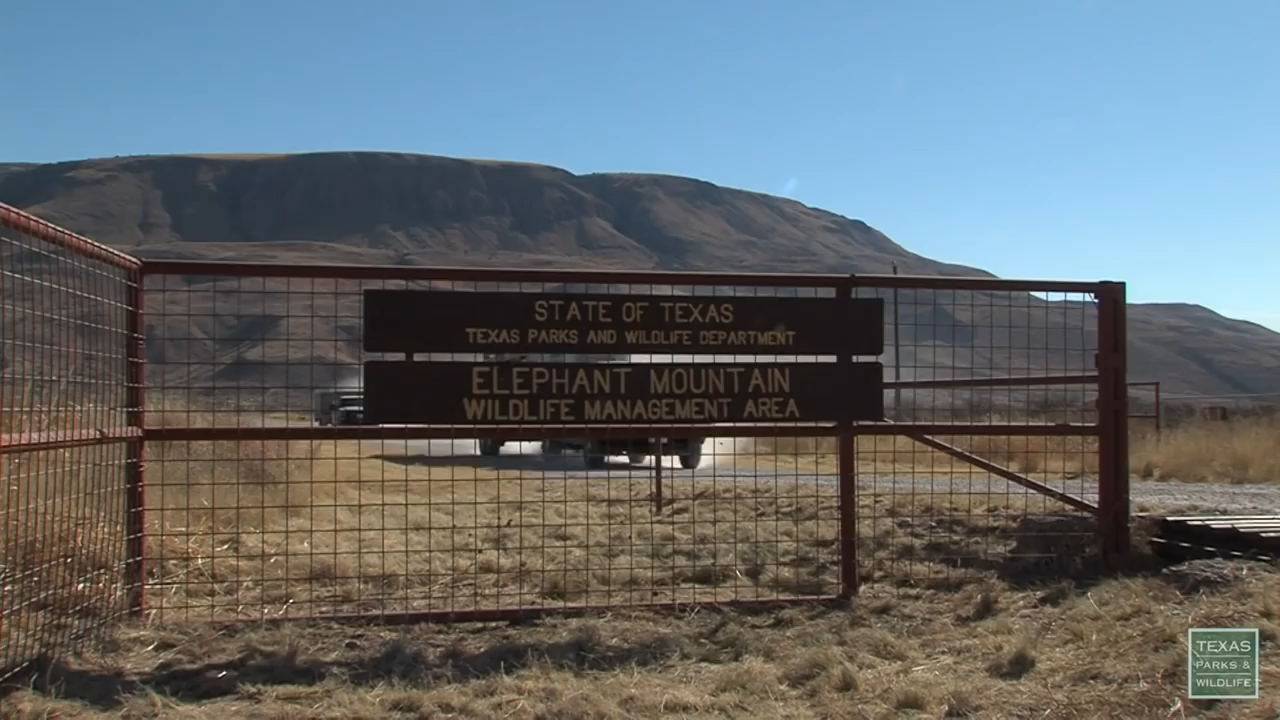 STATE OF TEXAS
TEXAS PARKS AND WILDLIFE DEPARTMENT
ELEPHANT MOUNTAIN
WILDLIFE MANAGEMENT AREA
TEXAS
PARKS &
WILDLIFE